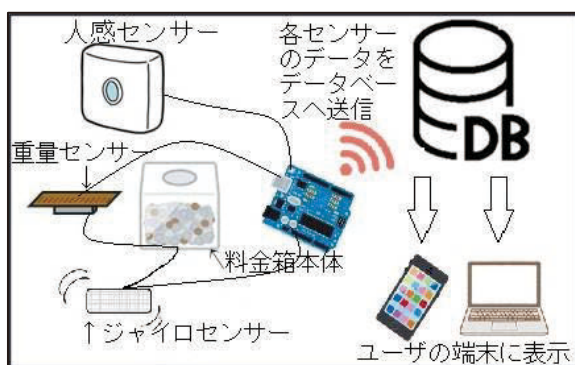 人感センサー
各センサー
のデータを
データベー
スへ送信
DB
重量センサー
料金箱本体
↑ジャイロセンサー
ユーザの端末に表示